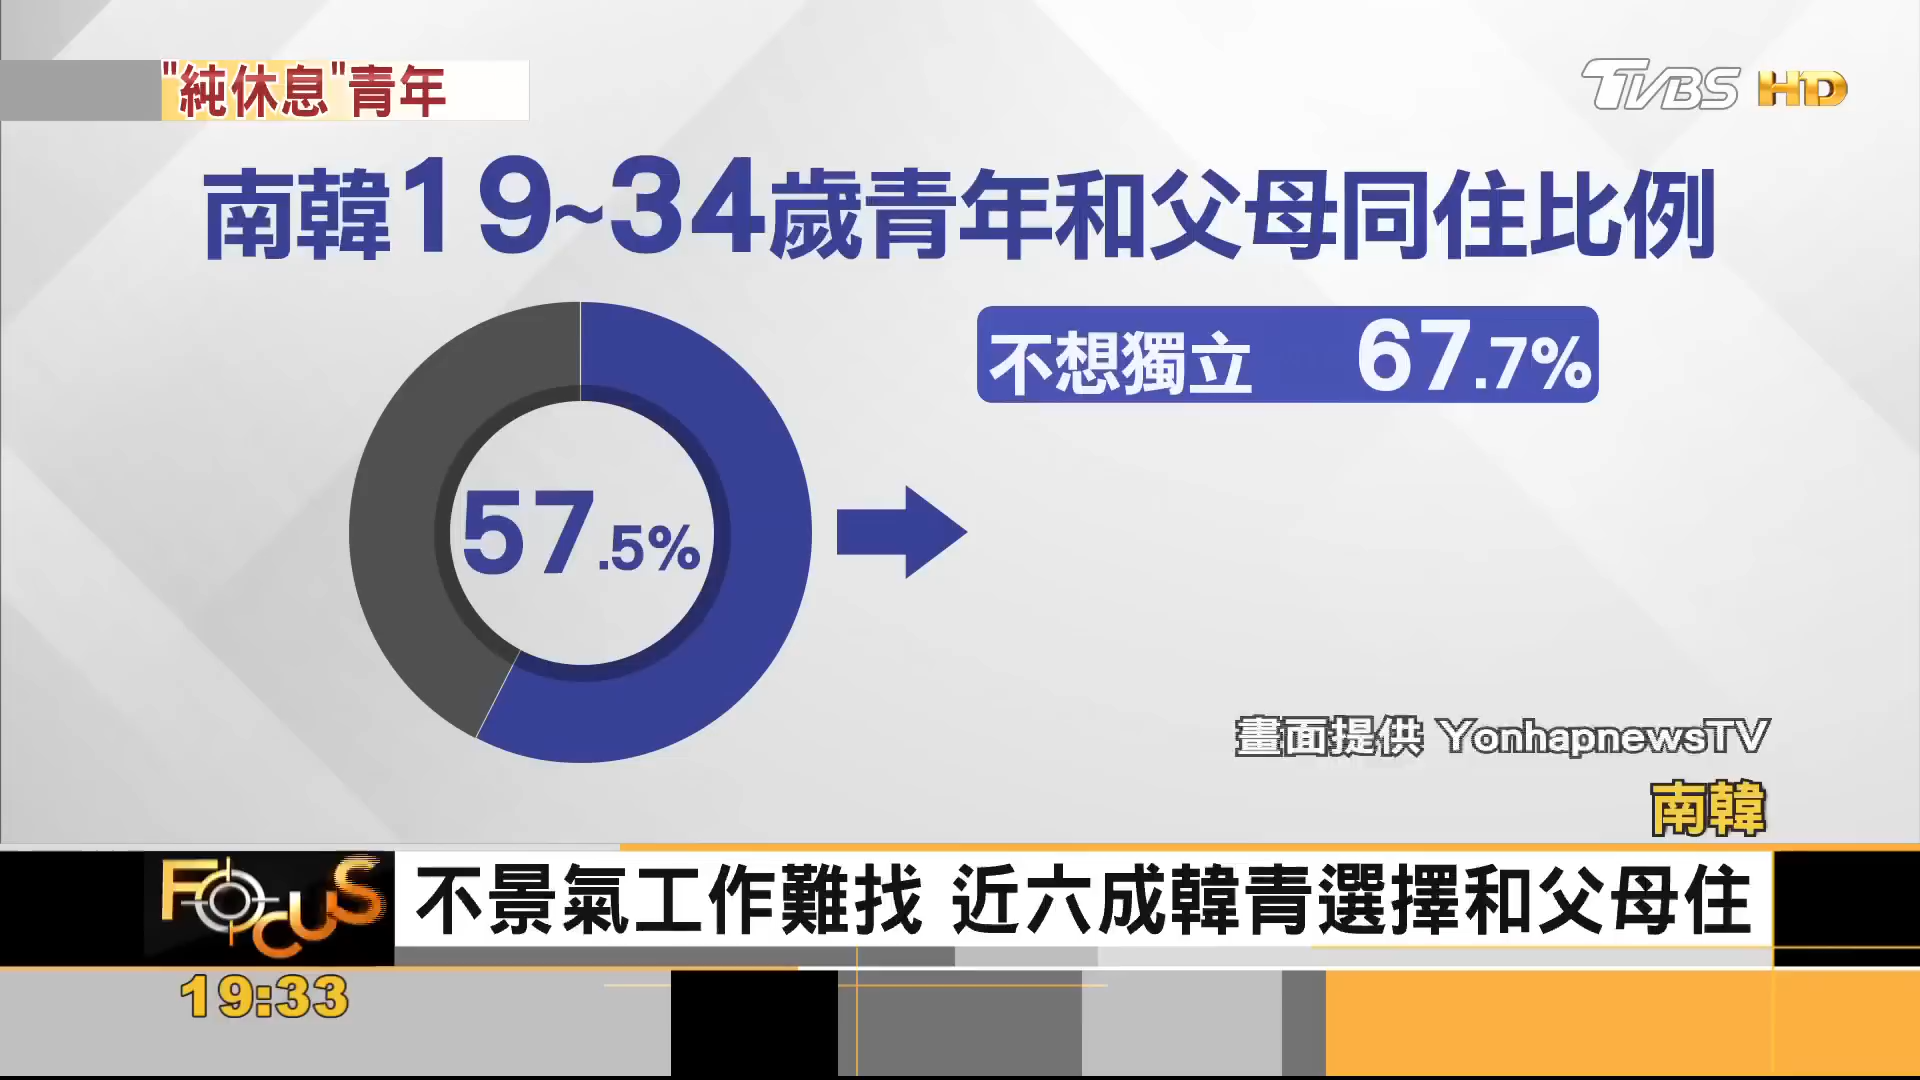 "純休息"青年
TVBS HD
南韓19~34歲青年和父母同住比例
不想獨立 67.7%
57.5%
畫面提供 YonhapnewsTV
南韓
FOCUS
不景氣工作難找 近六成韓青選擇和父母住
19:33